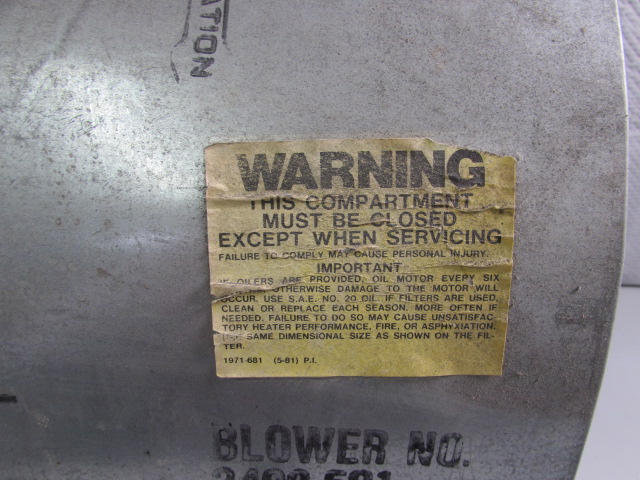 ATION
WARNING
THIS COMPARTMENT
MUST BE CLOSED
EXCEPT WHEN SERVICING
FAILURE TO COMPLY MAY CAUSE PERSONAL INJURY.
IMPORTANT
IF OILERS ARE PROVIDED, OIL MOTOR EVERY SIX
OTHERWISE DAMAGE TO THE MOTOR WILL
OCCUR. USE S.A.E. NO. 20 OIL. IF FILTERS ARE USED,
CLEAN OR REPLACE EACH SEASON. MORE OFTEN IF
NEEDED. FAILURE TO DO SO MAY CAUSE UNSATISFAC-
TORY HEATER PERFORMANCE, FIRE, OR ASPHYXIATION.
USE SAME DIMENSIONAL SIZE AS SHOWN ON THE FIL-
TER.
1971-681 (5-81) P.I.
BLOWER NO.